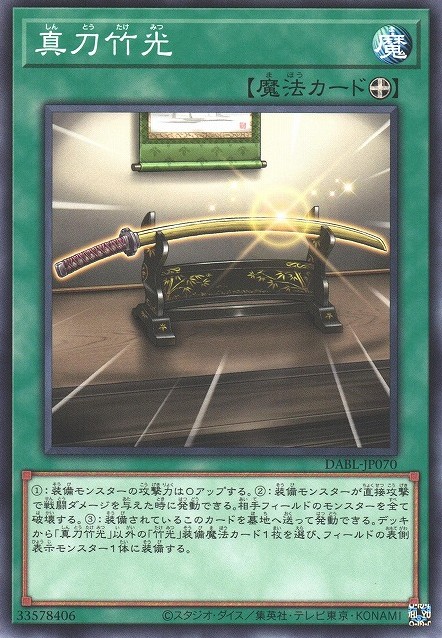 真刀竹光
魔
【魔法カード】
DABL-JP070
①:装備モンスターの攻撃力は0アップする。②:装備モンスターが直接攻撃
で戦闘ダメージを与えた時に発動できる。相手フィールドのモンスターを全て
破壊する。③:装備されているこのカードを墓地へ送って発動できる。デッキ
から「真刀竹光」以外の「竹光」装備魔法カード1枚を選び、フィールドの表側
表示モンスター1体に装備する。
33578406 ©スタジオ・ダイス/集英社・テレビ東京・KONAMI